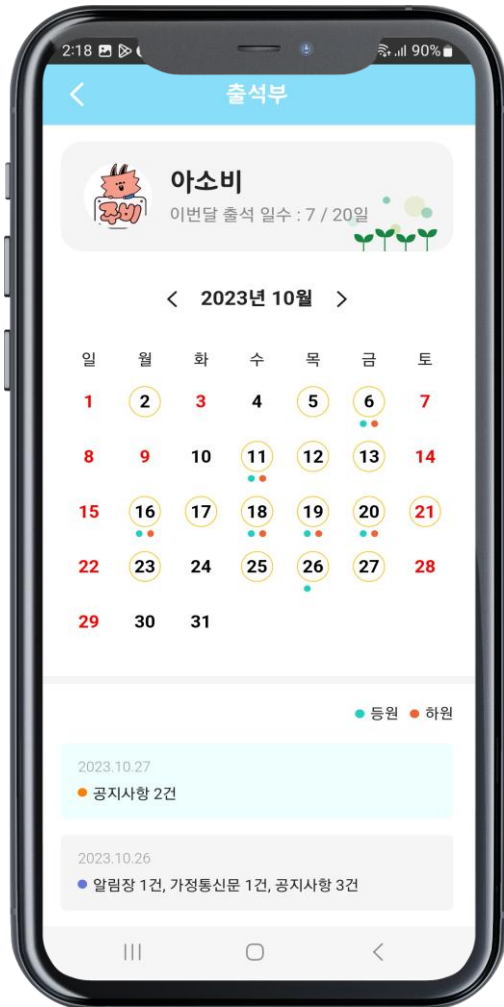 2:18
90%
출석부
아소비
이번달 출석 일수 : 7 / 20일
구비
< 2023년 10월 >
일 월 화 수 목 금 토
1 2 3 4 5 6 7
8 9 10 11 12 13 14
15 16 17 18 19 20 21
22 23 24 25 26 27 28
29 30 31
등원 하원
2023.10.27
공지사항 2건
2023.10.26
알림장 1건, 가정통신문 1건, 공지사항 3건